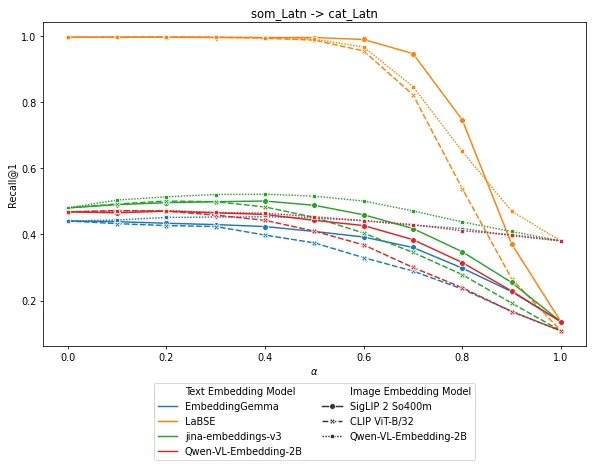 som_Latn -> cat_Latn
Recall@1
1.0
0.8
0.6
0.4
0.2
0.0 0.2 0.4 0.6 0.8 1.0
α
Text Embedding Model Image Embedding Model
EmbeddingGemma SigLIP 2 So400m
LaBSE CLIP ViT-B/32
jina-embeddings-v3 Qwen-VL-Embedding-2B
Qwen-VL-Embedding-2B